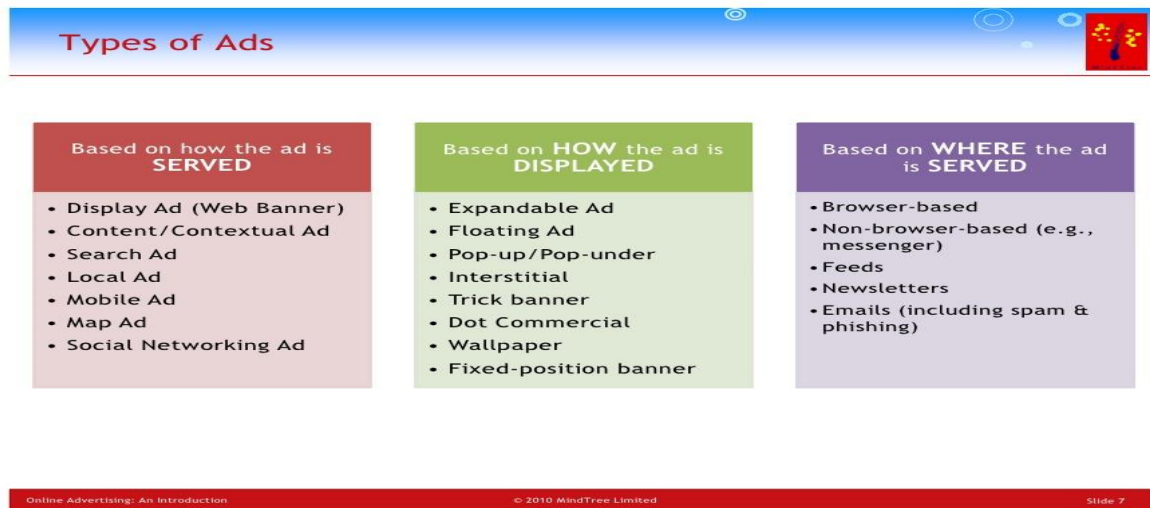 Types of Ads
Based on how the ad is
SERVED
• Display Ad (Web Banner)
• Content/Contextual Ad
• Search Ad
• Local Ad
• Mobile Ad
• Map Ad
• Social Networking Ad
Based on HOW the ad is
DISPLAYED
• Expandable Ad
• Floating Ad
• Pop-up/Pop-under
• Interstitial
• Trick banner
• Dot Commercial
• Wallpaper
• Fixed-position banner
Based on WHERE the ad
is SERVED
• Browser-based
• Non-browser-based (e.g.,
messenger)
• Feeds
• Newsletters
• Emails (including spam &
phishing)
Online Advertising: An Introduction
© 2010 MindTree Limited
Slide 7